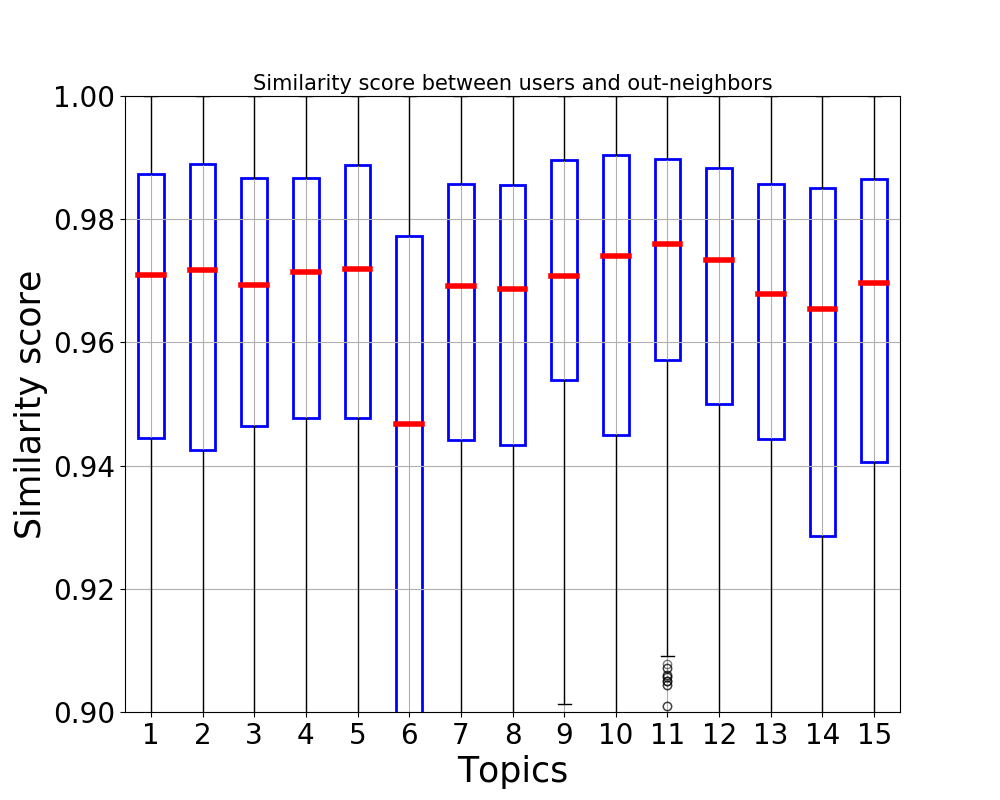 Similarity score between users and out-neighbors
1.00
0.98
0.96
0.94
0.92
0.90
Similarity score
1 2 3 4 5 6 7 8 9 10 11 12 13 14 15
Topics